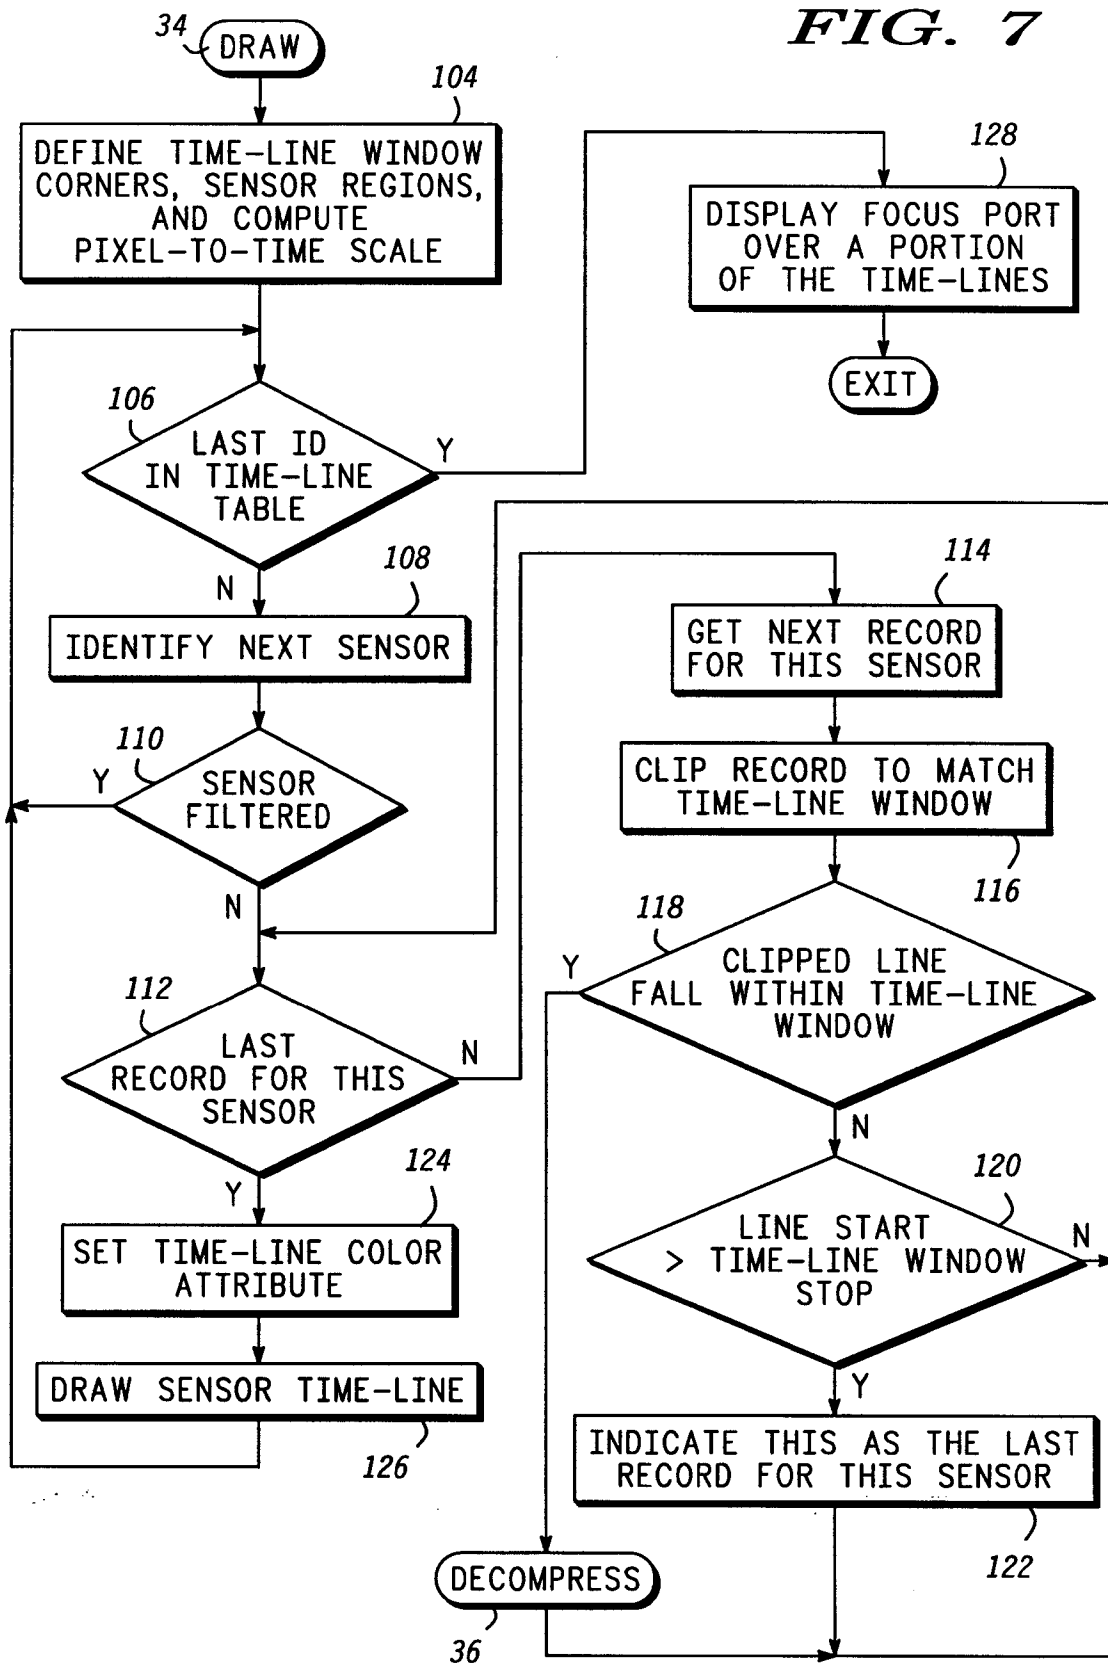 FIG. 7
34
DRAW
104
DEFINE TIME-LINE WINDOW
CORNERS, SENSOR REGIONS,
AND COMPUTE
PIXEL-TO-TIME SCALE
128
DISPLAY FOCUS PORT
OVER A PORTION
OF THE TIME-LINES
EXIT
106
LAST ID
IN TIME-LINE
TABLE
Y
N
108
IDENTIFY NEXT SENSOR
110
SENSOR
FILTERED
Y
N
112
LAST
RECORD FOR THIS
SENSOR
N
Y
124
SET TIME-LINE COLOR
ATTRIBUTE
DRAW SENSOR TIME-LINE
126
114
GET NEXT RECORD
FOR THIS SENSOR
CLIP RECORD TO MATCH
TIME-LINE WINDOW
116
118
CLIPPED LINE
FALL WITHIN TIME-LINE
WINDOW
Y
N
120
LINE START
> TIME-LINE WINDOW
STOP
N
Y
INDICATE THIS AS THE LAST
RECORD FOR THIS SENSOR
122
DECOMPRESS
36